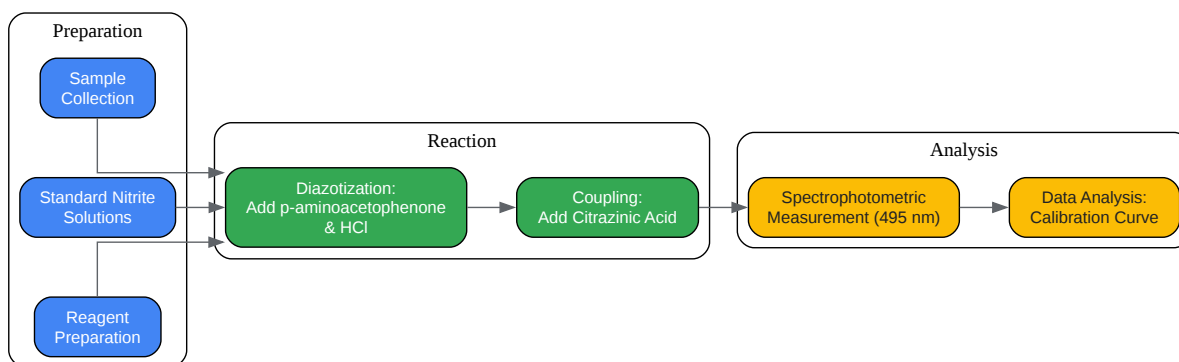 Preparation
Sample
Collection
Standard Nitrite
Solutions
Reagent
Preparation
Reaction
Diazotization:
Add p-aminoacetophenone
& HCl
Coupling:
Add Citrazinic Acid
Analysis
Spectrophotometric
Measurement (495 nm)
Data Analysis:
Calibration Curve